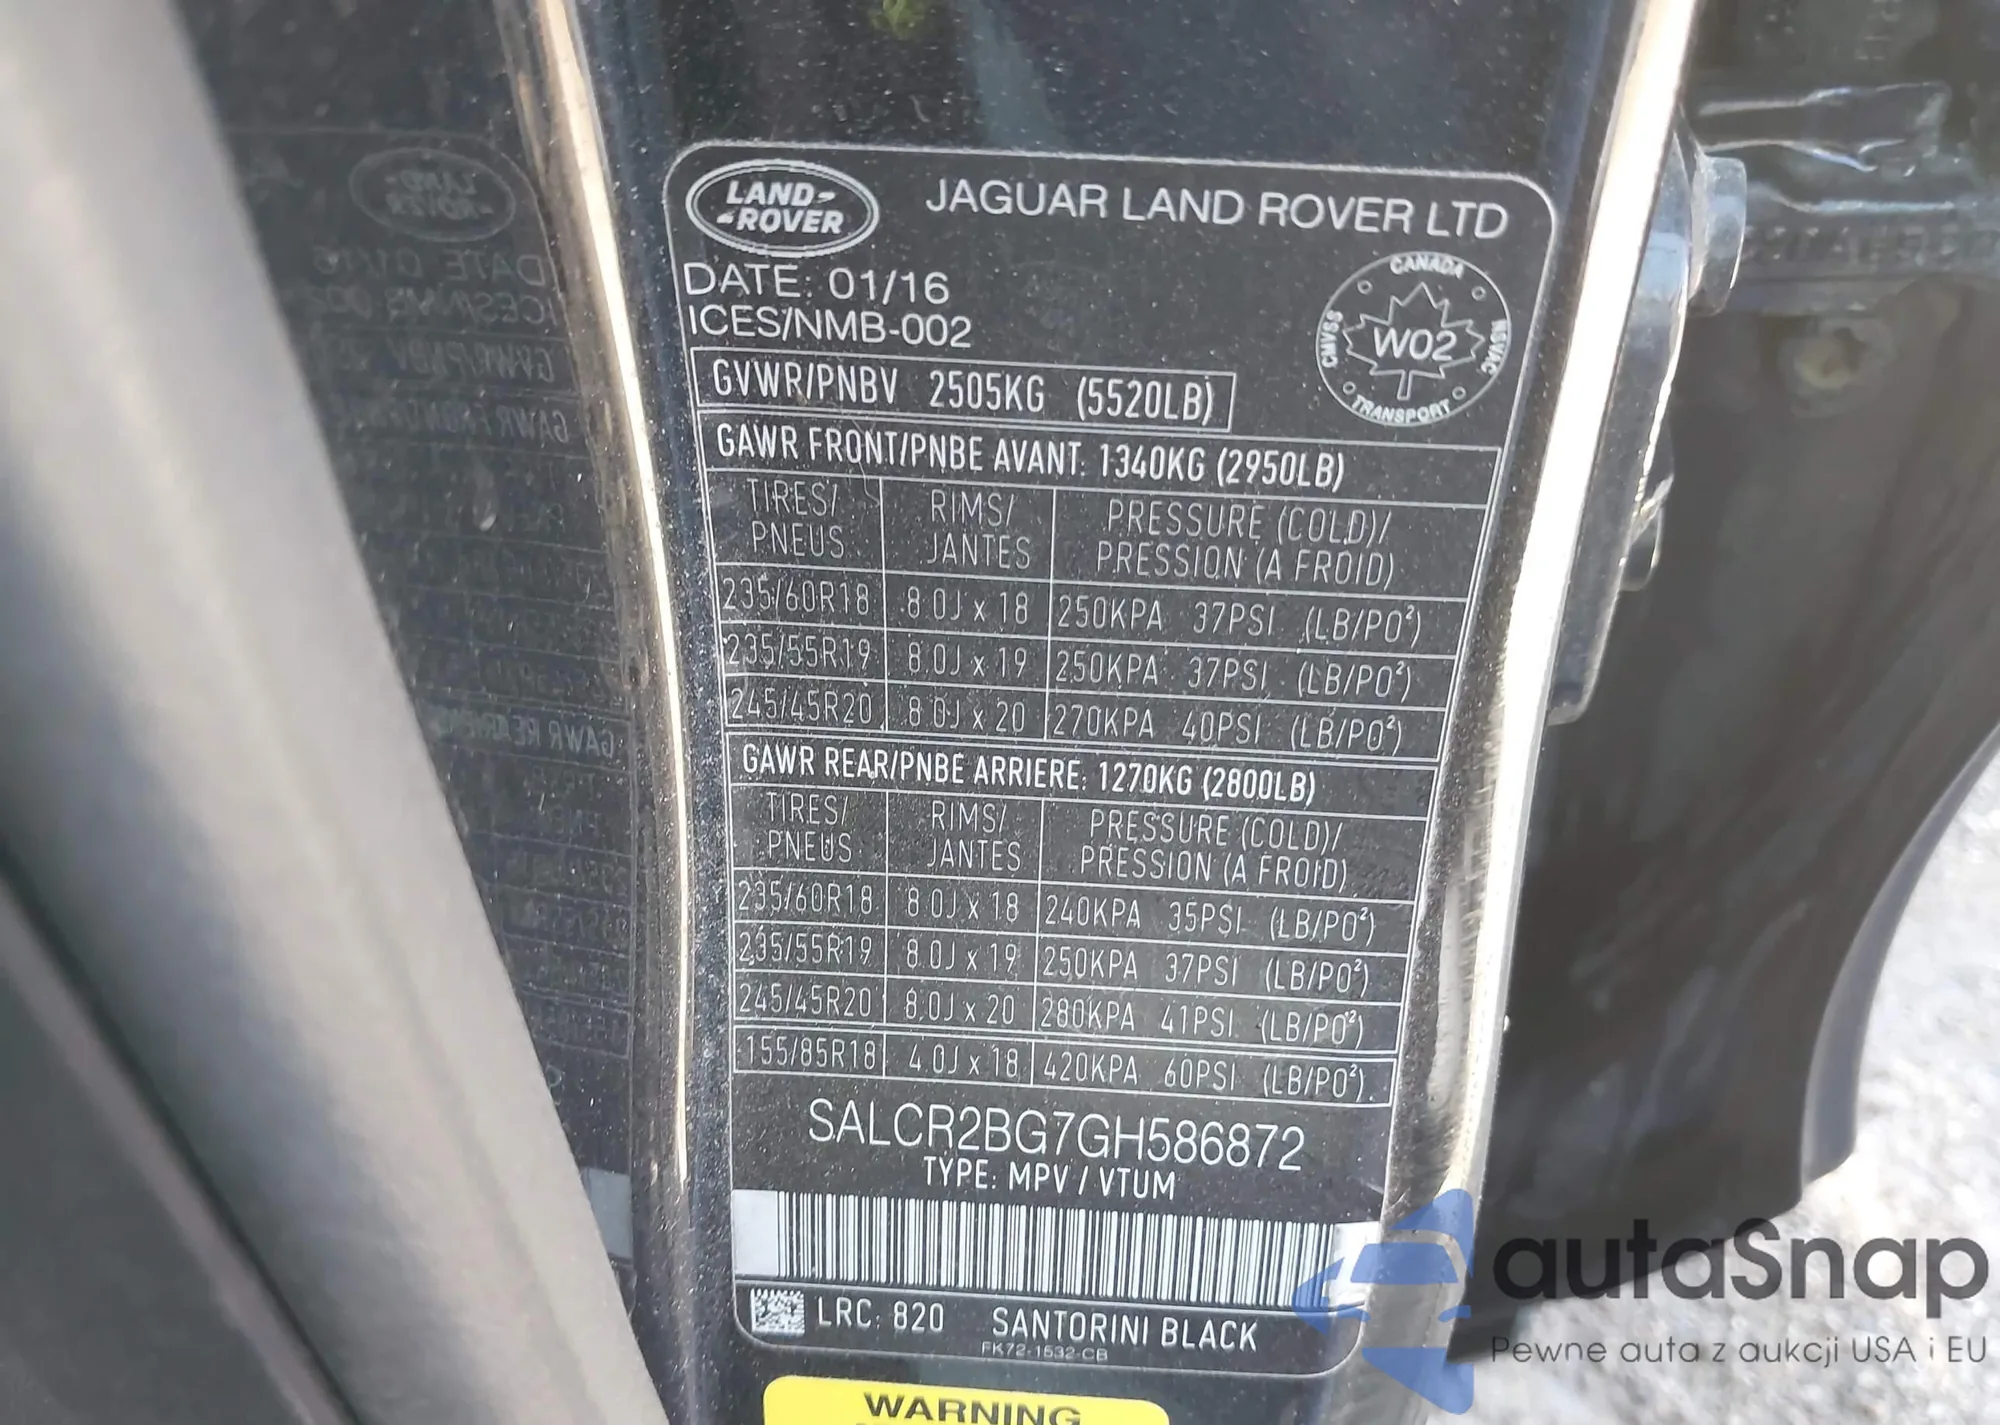 LAND-
-ROVER
JAGUAR LAND ROVER LTD
DATE: 01/16
ICES/NMB-002
CANADA
CMVSS
W02
NSVAC
TRANSPORT
GVWR/PNBV 2505KG (5520LB)
GAWR FRONT/PNBE AVANT: 1340KG (2950LB)
TIRES/ RIMS/ PRESSURE (COLD)/
PNEUS JANTES PRESSION (A FROID)
235/60R18 8.0J x 18 250KPA 37PSI (LB/PO²)
235/55R19 8.0J x 19 250KPA 37PSI (LB/PO²)
245/45R20 8.0J x 20 270KPA 40PSI (LB/PO²)
GAWR REAR/PNBE ARRIERE: 1270KG (2800LB)
TIRES/ RIMS/ PRESSURE (COLD)/
PNEUS JANTES PRESSION (A FROID)
235/60R18 8.0J x 18 240KPA 35PSI (LB/PO²)
235/55R19 8.0J x 19 250KPA 37PSI (LB/PO²)
245/45R20 8.0J x 20 280KPA 41PSI (LB/PO²)
155/85R18 4.0J x 18 420KPA 60PSI (LB/PO²)
SALCR2BG7GH586872
TYPE: MPV / VTUM
LRC: 820 SANTORINI BLACK
FK72-1532-CB
WARNING
autaSnap
Pewne auta z aukcji USA i EU